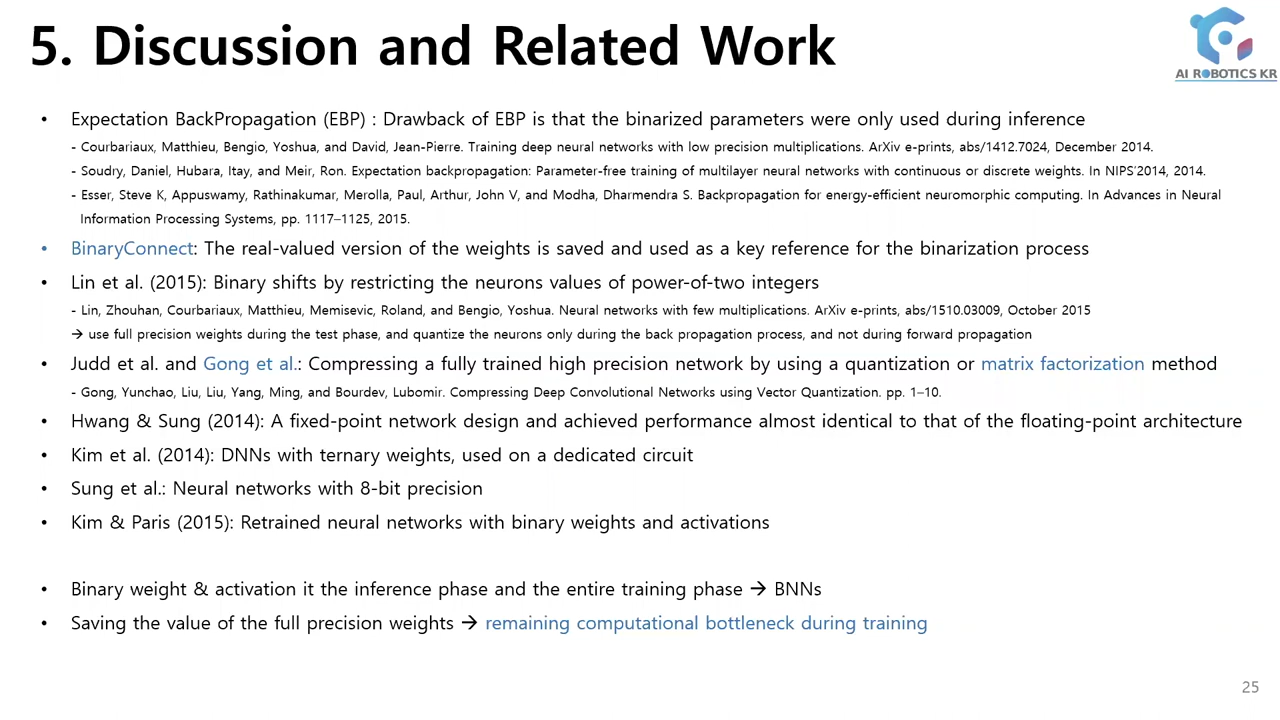 5. Discussion and Related Work
AI ROBOTICS KR
• Expectation BackPropagation (EBP) : Drawback of EBP is that the binarized parameters were only used during inference
- Courbariaux, Matthieu, Bengio, Yoshua, and David, Jean-Pierre. Training deep neural networks with low precision multiplications. ArXiv e-prints, abs/1412.7024, December 2014.
- Soudry, Daniel, Hubara, Itay, and Meir, Ron. Expectation backpropagation: Parameter-free training of multilayer neural networks with continuous or discrete weights. In NIPS'2014, 2014.
- Esser, Steve K, Appuswamy, Rathinakumar, Merolla, Paul, Arthur, John V, and Modha, Dharmendra S. Backpropagation for energy-efficient neuromorphic computing. In Advances in Neural
Information Processing Systems, pp. 1117–1125, 2015.
• BinaryConnect: The real-valued version of the weights is saved and used as a key reference for the binarization process
• Lin et al. (2015): Binary shifts by restricting the neurons values of power-of-two integers
- Lin, Zhouhan, Courbariaux, Matthieu, Memisevic, Roland, and Bengio, Yoshua. Neural networks with few multiplications. ArXiv e-prints, abs/1510.03009, October 2015
→ use full precision weights during the test phase, and quantize the neurons only during the back propagation process, and not during forward propagation
• Judd et al. and Gong et al.: Compressing a fully trained high precision network by using a quantization or matrix factorization method
- Gong, Yunchao, Liu, Liu, Yang, Ming, and Bourdev, Lubomir. Compressing Deep Convolutional Networks using Vector Quantization. pp. 1–10.
• Hwang & Sung (2014): A fixed-point network design and achieved performance almost identical to that of the floating-point architecture
• Kim et al. (2014): DNNs with ternary weights, used on a dedicated circuit
• Sung et al.: Neural networks with 8-bit precision
• Kim & Paris (2015): Retrained neural networks with binary weights and activations
• Binary weight & activation it the inference phase and the entire training phase → BNNs
• Saving the value of the full precision weights → remaining computational bottleneck during training
25